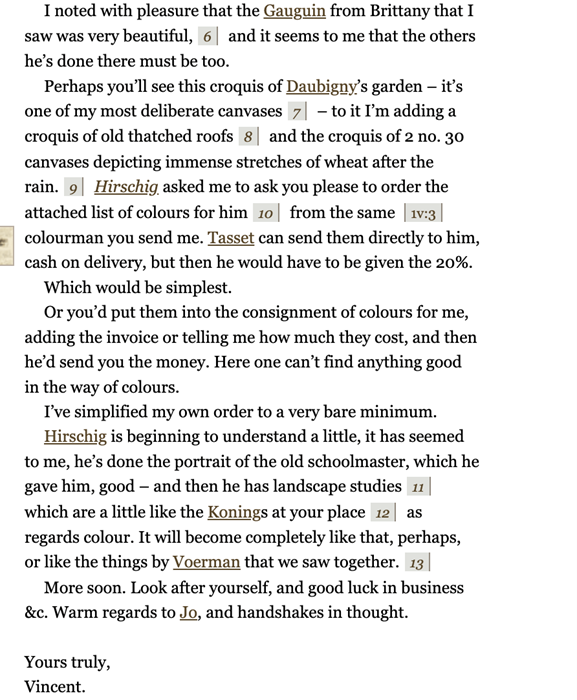 I noted with pleasure that the Gauguin from Brittany that I
saw was very beautiful, 6 and it seems to me that the others
he's done there must be too.
Perhaps you'll see this croquis of Daubigny's garden – it's
one of my most deliberate canvases 7 – to it I'm adding a
croquis of old thatched roofs 8 and the croquis of 2 no. 30
canvases depicting immense stretches of wheat after the
rain. 9 Hirschig asked me to ask you please to order the
attached list of colours for him 10 from the same 1v:3
colourman you send me. Tasset can send them directly to him,
cash on delivery, but then he would have to be given the 20%.
Which would be simplest.
Or you'd put them into the consignment of colours for me,
adding the invoice or telling me how much they cost, and then
he'd send you the money. Here one can't find anything good
in the way of colours.
I've simplified my own order to a very bare minimum.
Hirschig is beginning to understand a little, it has seemed
to me, he's done the portrait of the old schoolmaster, which he
gave him, good – and then he has landscape studies 11
which are a little like the Konings at your place 12 as
regards colour. It will become completely like that, perhaps,
or like the things by Voerman that we saw together. 13
More soon. Look after yourself, and good luck in business
&c. Warm regards to Jo, and handshakes in thought.
Yours truly,
Vincent.